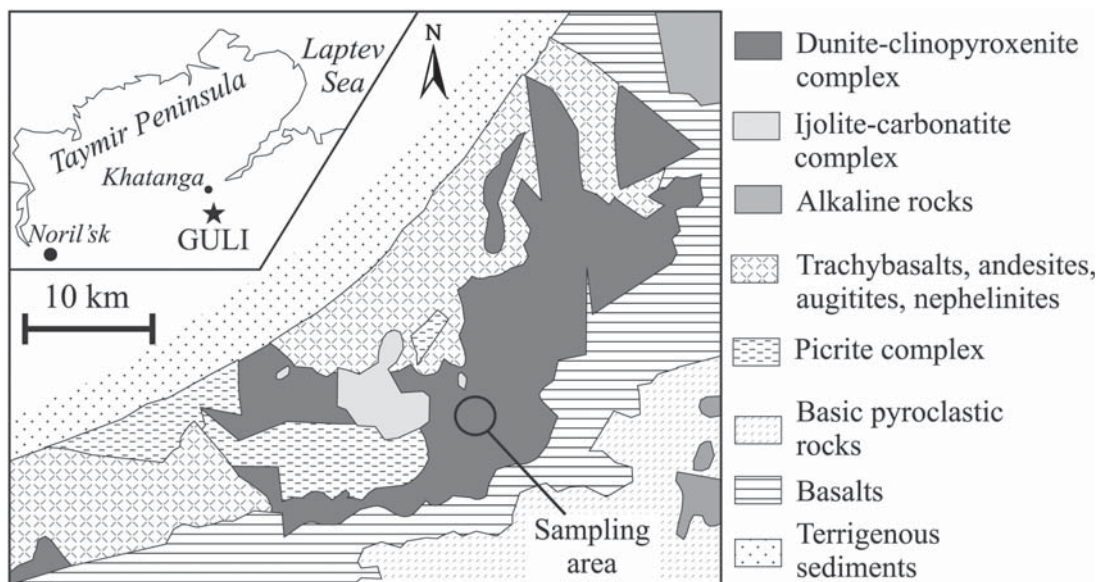 Laptev
Sea
Taymir Peninsula
Khatanga
GULI
Noril'sk
N
10 km
Sampling
area
Dunite-clinopyroxenite
complex
Ijolite-carbonatite
complex
Alkaline rocks
Trachybasalts, andesites,
augitites, nephelinites
Picrite complex
Basic pyroclastic
rocks
Basalts
Terrigenous
sediments